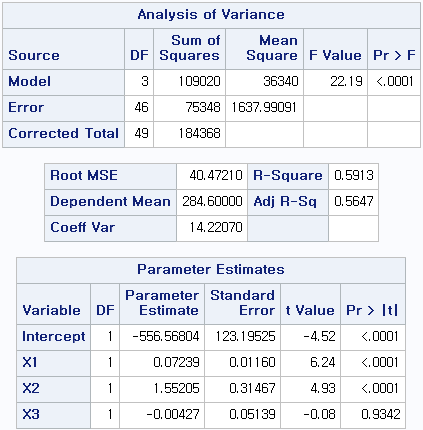 Analysis of Variance
Source DF Sum of Squares Mean Square F Value Pr > F
Model 3 109020 36340 22.19 <.0001
Error 46 75348 1637.99091
Corrected Total 49 184368
Root MSE 40.47210 R-Square 0.5913
Dependent Mean 284.60000 Adj R-Sq 0.5647
Coeff Var 14.22070
Parameter Estimates
Variable DF Parameter Estimate Standard Error t Value Pr > |t|
Intercept 1 -556.56804 123.19525 -4.52 <.0001
X1 1 0.07239 0.01160 6.24 <.0001
X2 1 1.55205 0.31467 4.93 <.0001
X3 1 -0.00427 0.05139 -0.08 0.9342